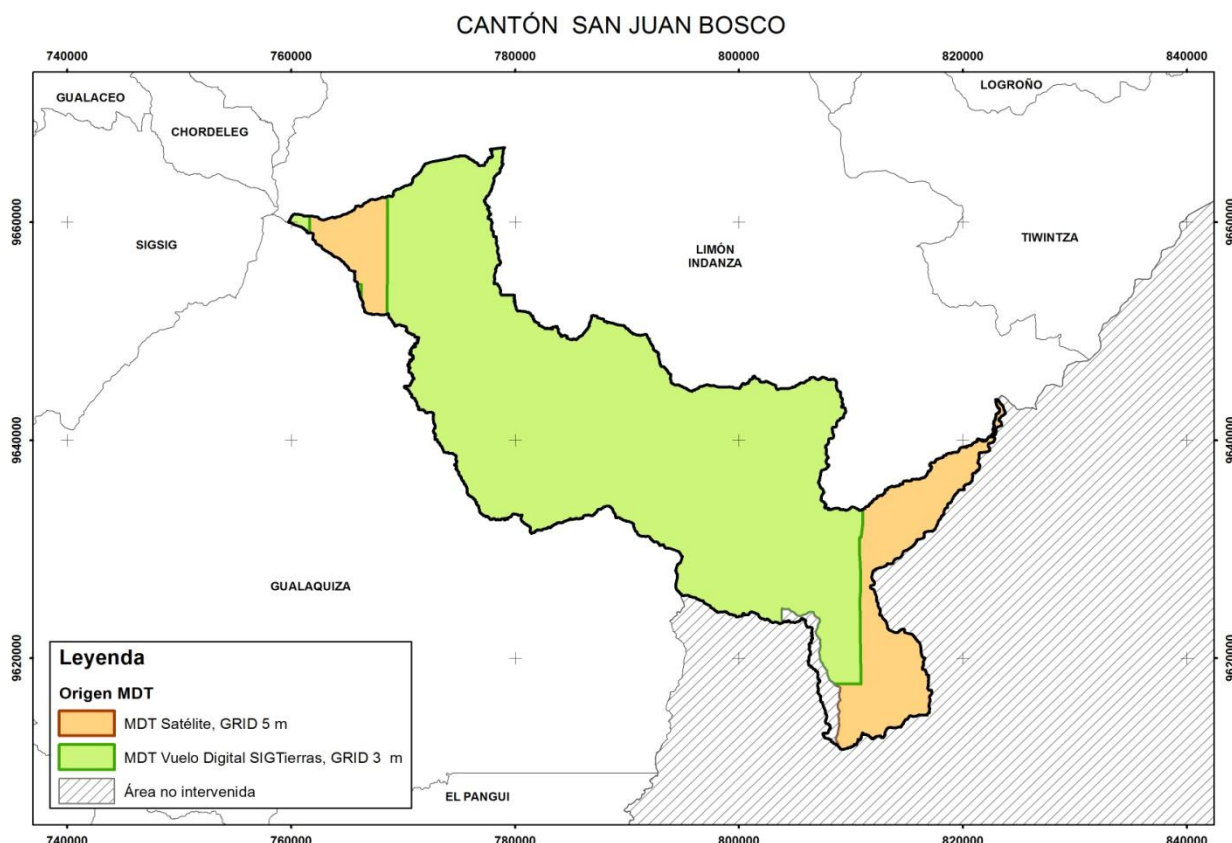 CANTÓN SAN JUAN BOSCO
740000 760000 780000 800000 820000 840000
GUALACEO
LOGROÑO
CHORDELEG
9660000
9660000
SIGSIG
TIWINTZA
LIMÓN
INDANZA
9640000
9640000
GUALAQUIZA
9620000
9620000
Leyenda
Origen MDT
MDT Satélite, GRID 5 m
MDT Vuelo Digital SIGTierras, GRID 3 m
Área no intervenida
EL PANGUI
740000 760000 780000 800000 820000 840000